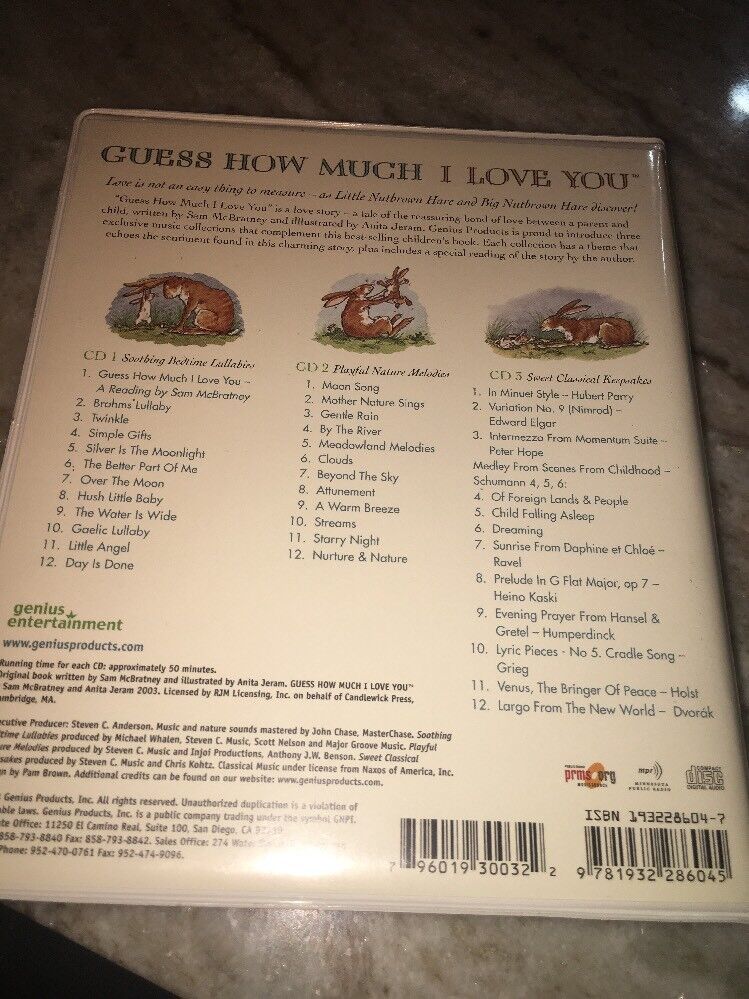 GUESS HOW MUCH I LOVE YOU™
Love is not an easy thing to measure – as Little Nutbrown Hare and Big Nutbrown Hare discover!
"Guess How Much I Love You" is a love story – a tale of the reassuring bond of love between a parent and
child, written by Sam McBratney and illustrated by Anita Jeram. Genius Products is proud to introduce three
exclusive music collections that complement this best-selling children's book. Each collection has a theme that
echoes the sentiment found in this charming story, plus includes a special reading of the story by the author.
CD 1 Soothing Bedtime Lullabies
1. Guess How Much I Love You –
A Reading by Sam McBratney
2. Brahms' Lullaby
3. Twinkle
4. Simple Gifts
5. Silver Is The Moonlight
6. The Better Part Of Me
7. Over The Moon
8. Hush Little Baby
9. The Water Is Wide
10. Gaelic Lullaby
11. Little Angel
12. Day Is Done
CD 2 Playful Nature Melodies
1. Moon Song
2. Mother Nature Sings
3. Gentle Rain
4. By The River
5. Meadowland Melodies
6. Clouds
7. Beyond The Sky
8. Attunement
9. A Warm Breeze
10. Streams
11. Starry Night
12. Nurture & Nature
CD 3 Sweet Classical Keepsakes
1. In Minuet Style – Hubert Parry
2. Variation No. 9 (Nimrod) –
Edward Elgar
3. Intermezzo From Momentum Suite –
Peter Hope
Medley From Scenes From Childhood –
Schumann 4, 5, 6:
4. Of Foreign Lands & People
5. Child Falling Asleep
6. Dreaming
7. Sunrise From Daphine et Chloé –
Ravel
8. Prelude In G Flat Major, op 7 –
Heino Kaski
9. Evening Prayer From Hansel &
Gretel – Humperdinck
10. Lyric Pieces - No 5. Cradle Song –
Grieg
11. Venus, The Bringer Of Peace – Holst
12. Largo From The New World – Dvorák
genius
entertainment
www.geniusproducts.com
Running time for each CD: approximately 50 minutes.
Original book written by Sam McBratney and illustrated by Anita Jeram. GUESS HOW MUCH I LOVE YOU™
Sam McBratney and Anita Jeram 2003. Licensed by RJM Licensing, Inc. on behalf of Candlewick Press,
mbridge, MA.
ecutive Producer: Steven C. Anderson. Music and nature sounds mastered by John Chase, MasterChase. Soothing
time Lullabies produced by Michael Whalen, Steven C. Music, Scott Nelson and Major Groove Music. Playful
ure Melodies produced by Steven C. Music and Injoi Productions, Anthony J.W. Benson. Sweet Classical
sakes produced by Steven C. Music and Chris Kohtz. Classical Music under license from Naxos of America, Inc.
gn by Pam Brown. Additional credits can be found on our website: www.geniusproducts.com.
Genius Products, Inc. All rights reserved. Unauthorized duplication is a violation of
ble laws. Genius Products, Inc. is a public company trading under the symbol GNPI.
te Office: 11250 El Camino Real, Suite 100, San Diego, CA
858-793-8840 Fax: 858-793-8842. Sales Office: 274
Phone: 952-470-0761 Fax: 952-474-9096.
prms.org
mpr
MINNESOTA
PUBLIC RADIO
COMPACT
disc
DIGITAL AUDIO
ISBN 193228604-7
7 96019 30032 2
9 781932 286045